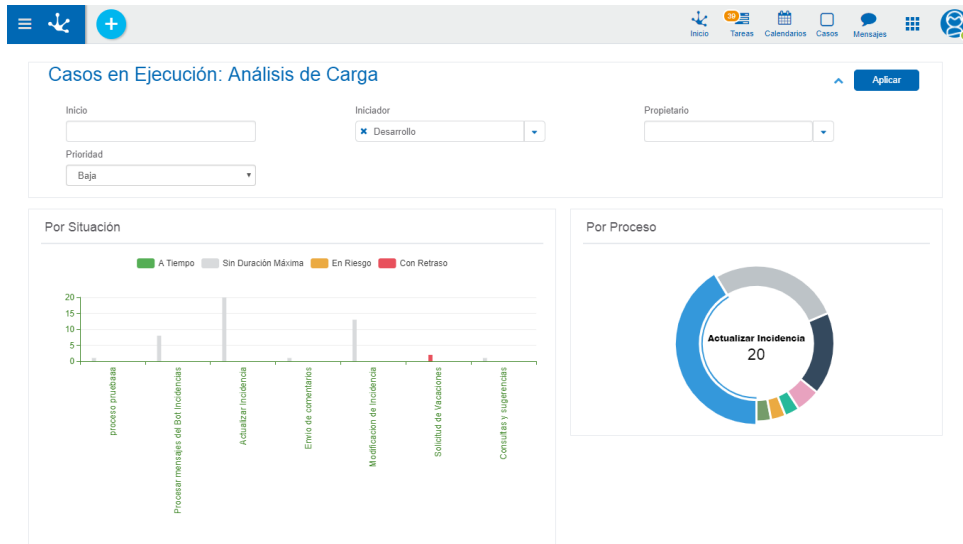 39
Inicio
Tareas
Calendarios
Casos
Mensajes
Casos en Ejecución: Análisis de Carga
Aplicar
Inicio
Iniciador
Propietario
✖ Desarrollo
Prioridad
Baja
Por Situación
Por Proceso
A Tiempo
Sin Duración Máxima
En Riesgo
Con Retraso
20
15
10
5
0
proceso pruebaaa
Procesar mensajes del Bot Incidencias
Actualizar Incidencia
Envio de comentarios
Modificacion de Incidencia
Solicitud de Vacaciones
Consultas y sugerencias
Actualizar Incidencia
20